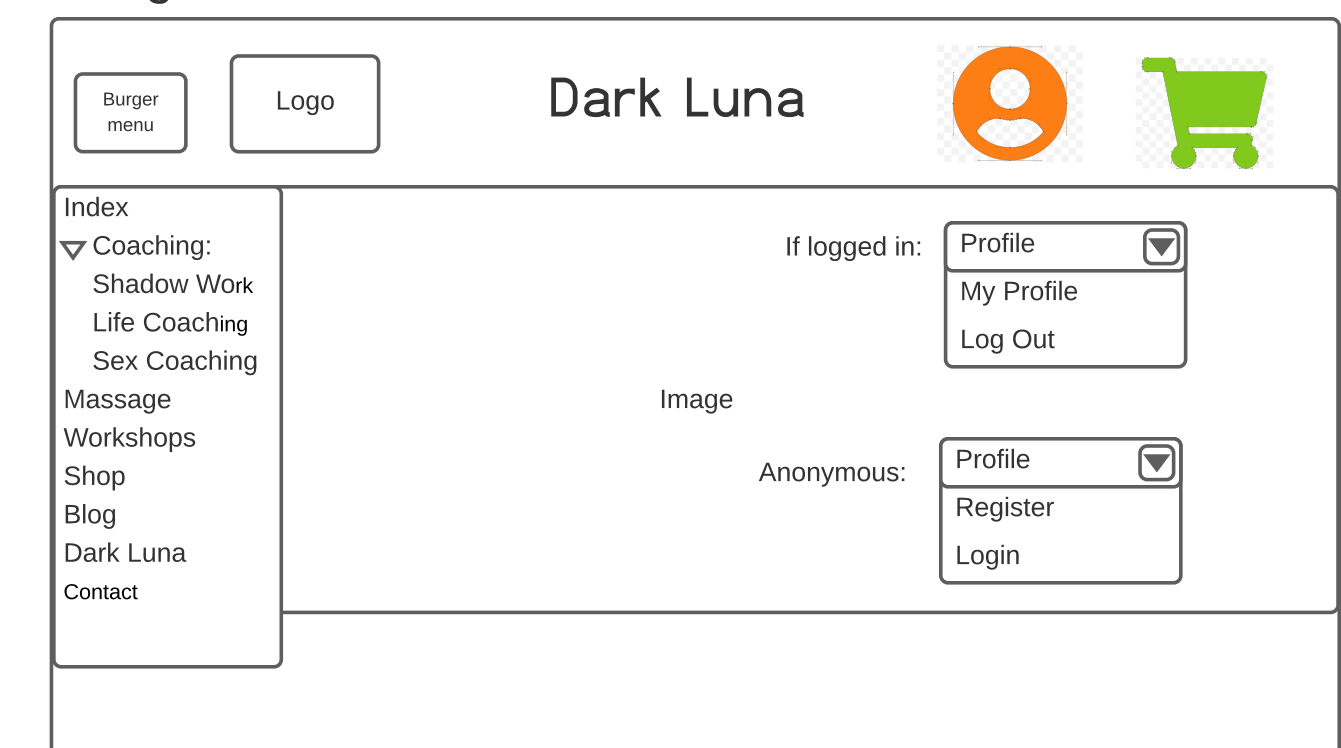 Burger
menu
Logo
Dark Luna
Index
Coaching:
Shadow Work
Life Coaching
Sex Coaching
Massage
Workshops
Shop
Blog
Dark Luna
Contact
If logged in:
Profile
My Profile
Log Out
Image
Anonymous:
Profile
Register
Login